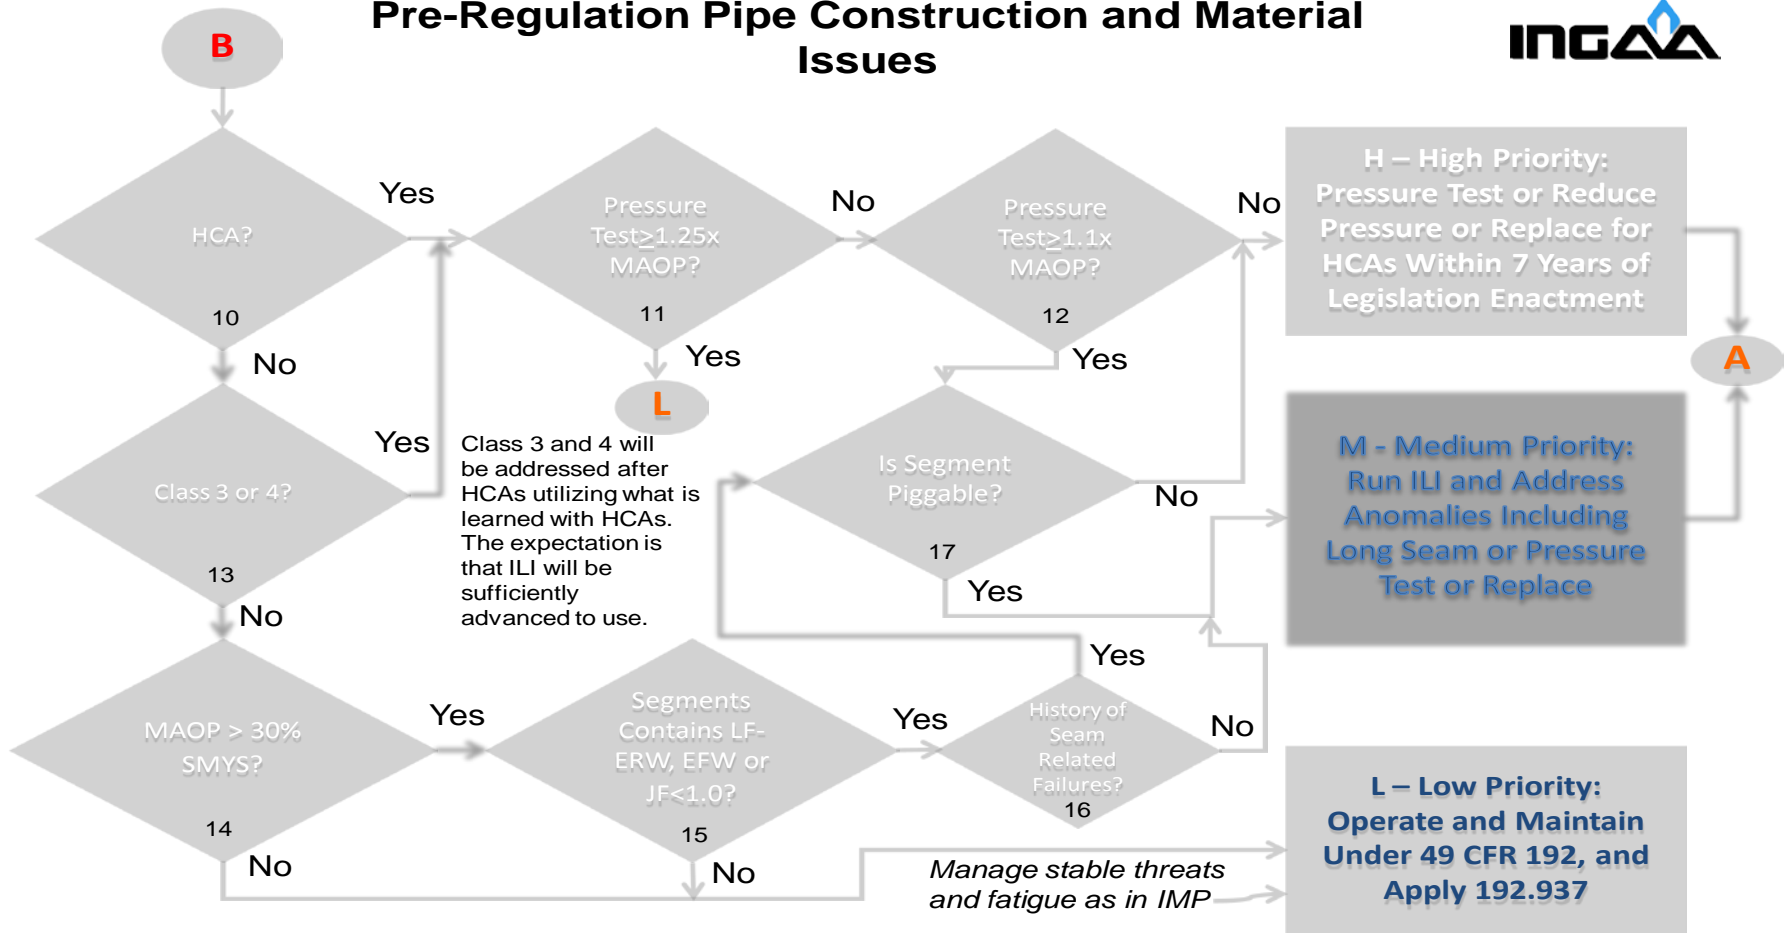 Pre-Regulation Pipe Construction and Material
Issues
INGAA
B
HCA?
10
Yes
No
Pressure
Test≥1.25x
MAOP?
11
No
Yes
L
Pressure
Test≥1.1x
MAOP?
12
No
Yes
H – High Priority:
Pressure Test or Reduce
Pressure or Replace for
HCAs Within 7 Years of
Legislation Enactment
A
Class 3 or 4?
13
Yes
No
Class 3 and 4 will
be addressed after
HCAs utilizing what is
learned with HCAs.
The expectation is
that ILI will be
sufficiently
advanced to use.
Is Segment
Piggable?
17
No
Yes
M - Medium Priority:
Run ILI and Address
Anomalies Including
Long Seam or Pressure
Test or Replace
MAOP > 30%
SMYS?
14
Yes
No
Segments
Contains LF-
ERW, EFW or
JF<1.0?
15
Yes
No
History of
Seam
Related
Failures?
16
Yes
No
Manage stable threats
and fatigue as in IMP
L – Low Priority:
Operate and Maintain
Under 49 CFR 192, and
Apply 192.937